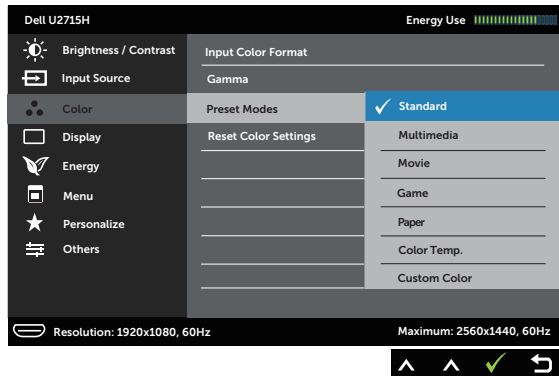 Dell U2715H
Energy Use
Brightness / Contrast
Input Source
Color
Display
Energy
Menu
Personalize
Others
Input Color Format
Gamma
Preset Modes
Reset Color Settings
Standard
Multimedia
Movie
Game
Paper
Color Temp.
Custom Color
Resolution: 1920x1080, 60Hz
Maximum: 2560x1440, 60Hz